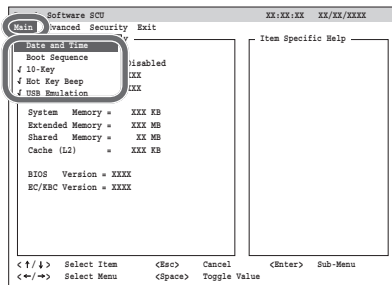 Software SCU XX:XX:XX XX/XX/XXXX
Main vanced Security Exit
Item Specific Help
Date and Time
Boot Sequence
√ 10-Key
isabled
√ Hot Key Beep
XX
√ USB Emulation
XX
System Memory = XXX KB
Extended Memory = XXX MB
Shared Memory = XX MB
Cache (L2) = XXX KB
BIOS Version = XXXX
EC/KBC Version = XXXX
<↑/↓> Select Item <Esc> Cancel <Enter> Sub-Menu
<←/→> Select Menu <Space> Toggle Value